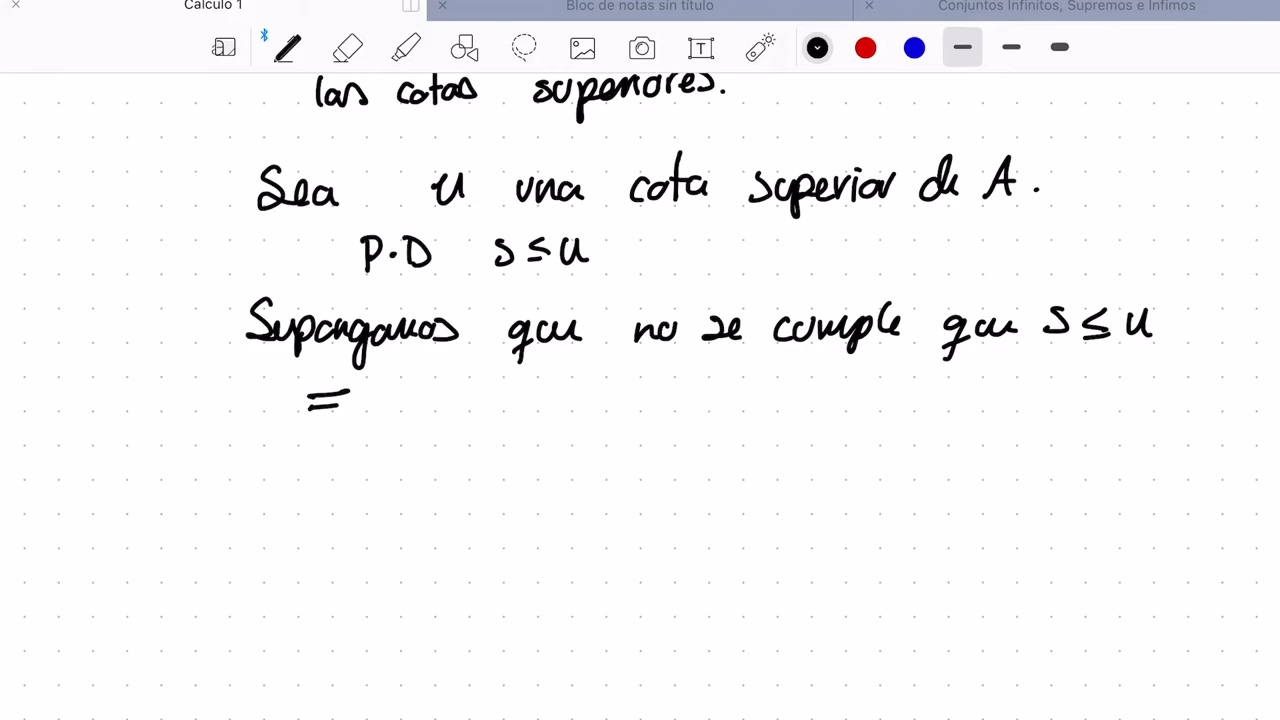 Calculo 1
Bloc de notas sin título
Conjuntos Infinitos, Supremos e Infimos
las cotas superiores.
Sea u una cota superior de A.
P.D s ≤ u
Supongamos que no se cumple que s ≤ u
=